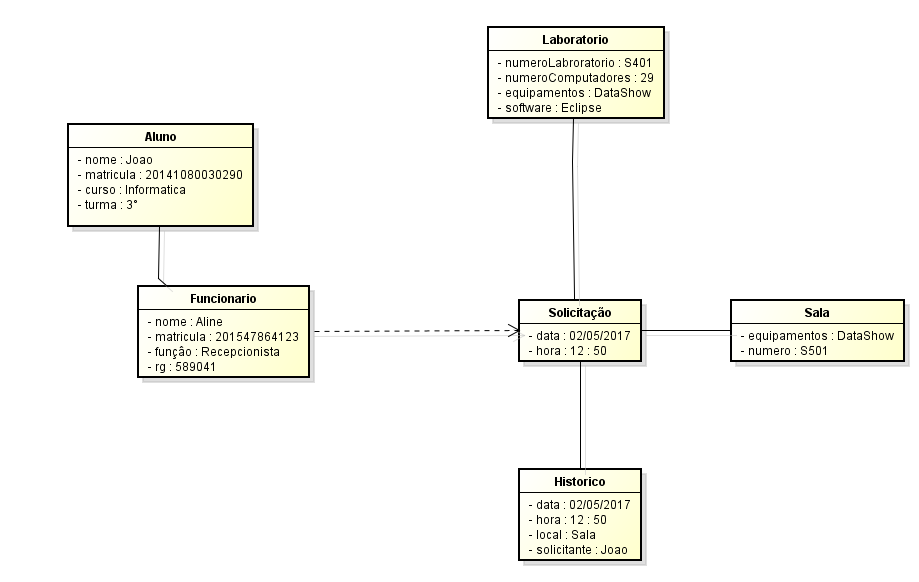 Laboratorio
- numeroLabroratorio : S401
- numeroComputadores : 29
- equipamentos : DataShow
- software : Eclipse
Aluno
- nome : Joao
- matricula : 20141080030290
- curso : Informatica
- turma : 3°
Funcionario
- nome : Aline
- matricula : 201547864123
- função : Recepcionista
- rg : 589041
Solicitação
- data : 02/05/2017
- hora : 12 : 50
Sala
- equipamentos : DataShow
- numero : S501
Historico
- data : 02/05/2017
- hora : 12 : 50
- local : Sala
- solicitante : Joao